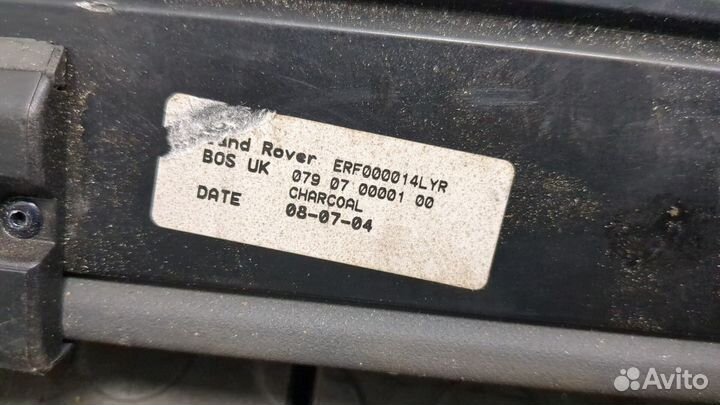 and Rover ERF000014LYR
BOS UK 079 07 00001 00
CHARCOAL
DATE 08-07-04
Avito